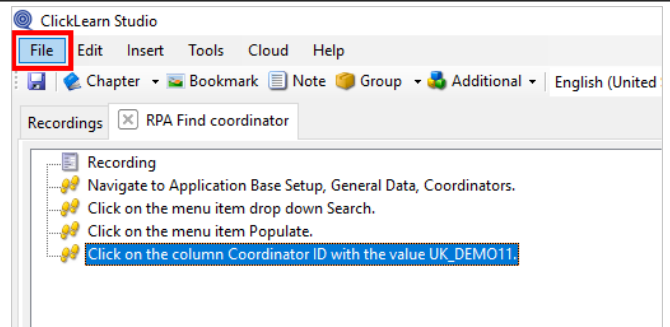 ClickLearn Studio
File Edit Insert Tools Cloud Help
Chapter Bookmark Note Group Additional English (United
Recordings RPA Find coordinator
Recording
Navigate to Application Base Setup, General Data, Coordinators.
Click on the menu item drop down Search.
Click on the menu item Populate.
Click on the column Coordinator ID with the value UK_DEMO11.